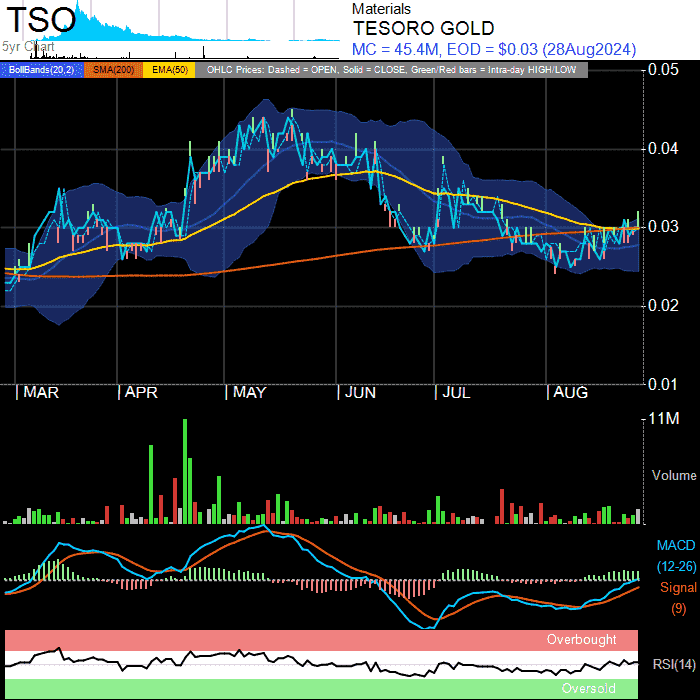 TSO
5yr Chart
Materials
TESORO GOLD
MC = 45.4M, EOD = $0.03 (28Aug2024)
BollBands(20,2) SMA(200) EMA(50) OHLC Prices: Dashed = OPEN, Solid = CLOSE, Green/Red bars = Intra-day HIGH/LOW
0.05
0.04
0.03
0.02
0.01
| MAR | APR | MAY | JUN | JUL | AUG
11M
Volume
MACD
(12-26)
Signal
(9)
Overbought
RSI(14)
Oversold